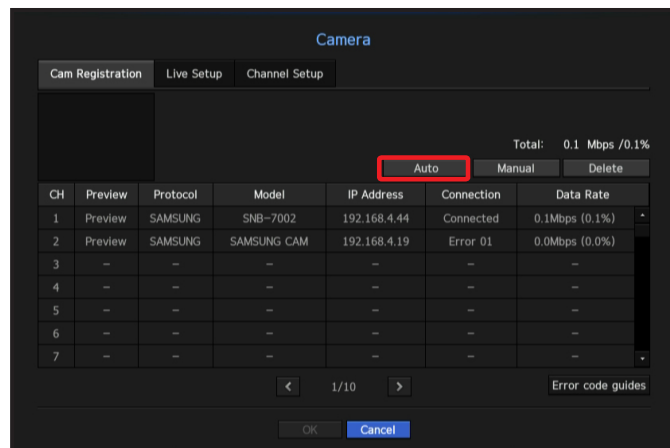 Camera
Cam Registration Live Setup Channel Setup
Total: 0.1 Mbps /0.1%
Auto Manual Delete
CH Preview Protocol Model IP Address Connection Data Rate
1 Preview SAMSUNG SNB-7002 192.168.4.44 Connected 0.1Mbps (0.1%)
2 Preview SAMSUNG SAMSUNG CAM 192.168.4.19 Error 01 0.0Mbps (0.0%)
3 – – – – – –
4 – – – – – –
5 – – – – – –
6 – – – – – –
7 – – – – – –
< 1/10 > Error code guides
OK Cancel